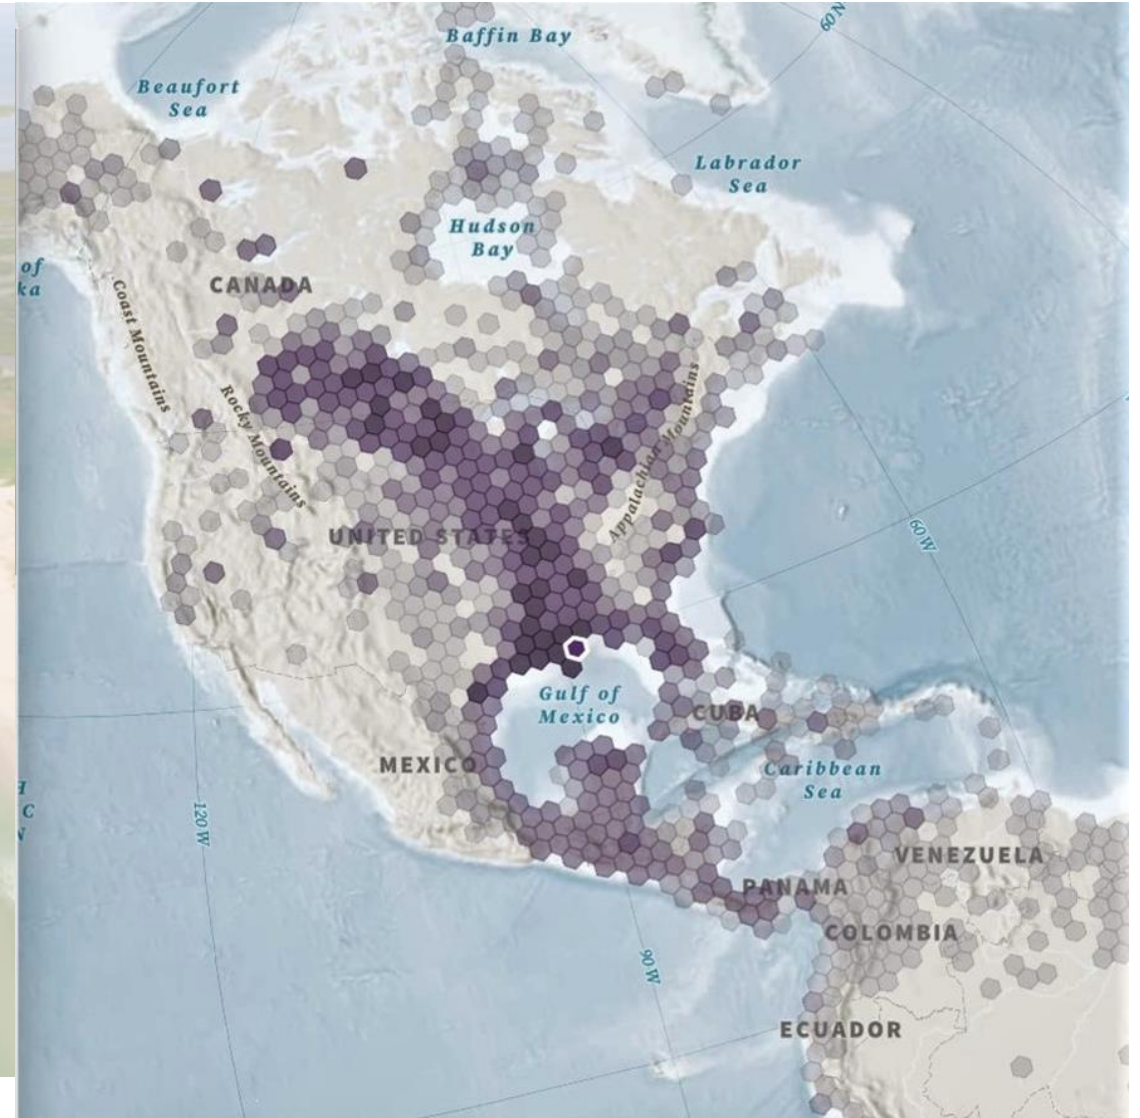 Baffin Bay
60N
Beaufort
Sea
Labrador
Sea
Hudson
Bay
of
ka
CANADA
Coast Mountains
Rocky Mountains
Appalachian Mountains
60W
UNITED STATES
Gulf of
Mexico
CUBA
MEXICO
Caribbean
Sea
120W
C
VENEZUELA
PANAMA
COLOMBIA
90W
ECUADOR